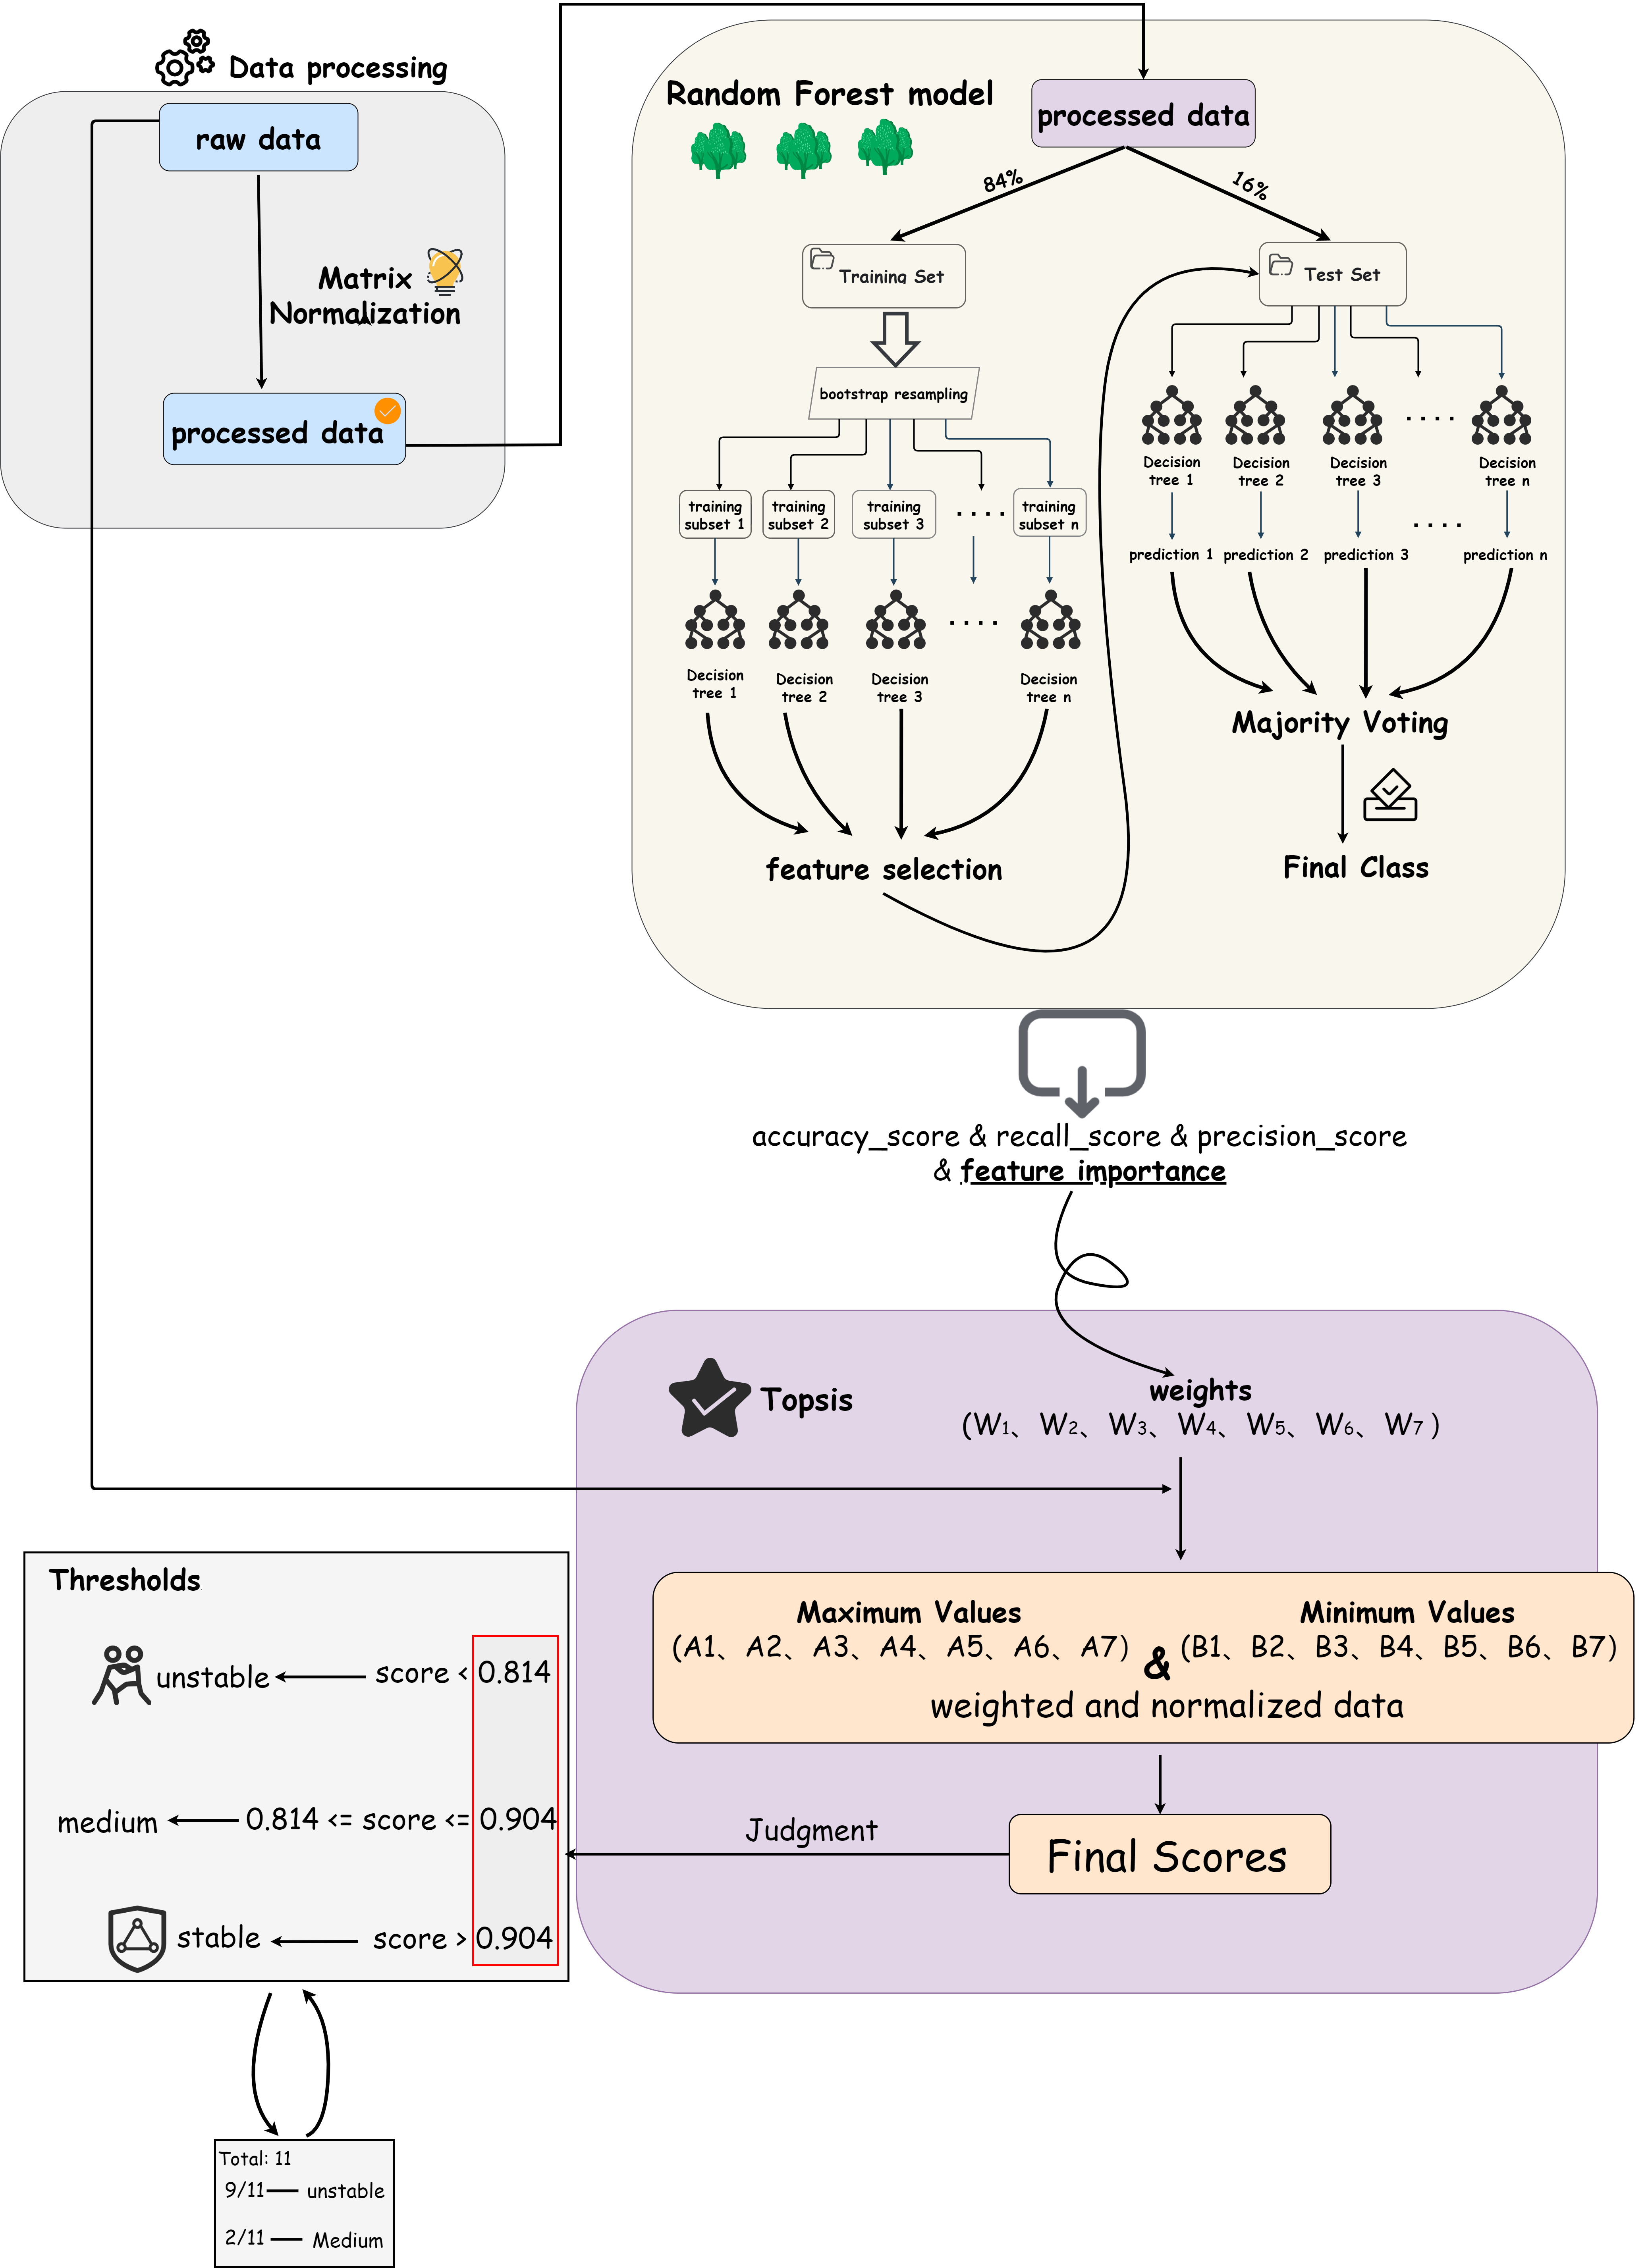 Data processing
raw data
Matrix
Normalization
processed data
Random Forest model
processed data
84%
16%
Training Set
Test Set
bootstrap resampling
training subset 1
training subset 2
training subset 3
. . . .
training subset n
. . . .
Decision tree 1
Decision tree 2
Decision tree 3
Decision tree n
feature selection
. . . .
Decision tree 1
Decision tree 2
Decision tree 3
Decision tree n
. . . .
prediction 1
prediction 2
prediction 3
prediction n
Majority Voting
Final Class
accuracy_score & recall_score & precision_score
& feature importance
Topsis
weights
(W1、 W2、 W3、 W4、 W5、 W6、 W7 )
Maximum Values
(A1、 A2、 A3、 A4、 A5、 A6、 A7)
&
Minimum Values
(B1、 B2、 B3、 B4、 B5、 B6、 B7)
weighted and normalized data
Final Scores
Judgment
Thresholds
unstable
score < 0.814
medium
0.814 <= score <= 0.904
stable
score > 0.904
Total: 11
9/11 — unstable
2/11 — Medium